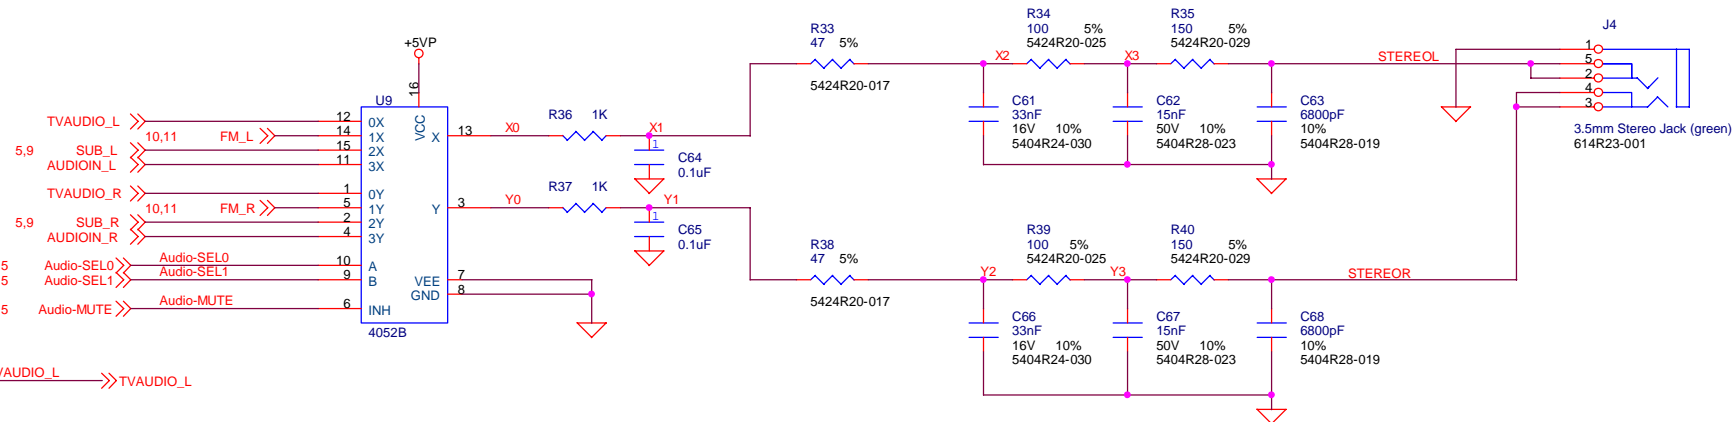 +5VP
16
U9
VCC
TVAUDIO_L
12
0X
10,11
FM_L
14
1X
5,9
SUB_L
15
2X
AUDIOIN_L
11
3X
TVAUDIO_R
1
0Y
10,11
FM_R
5
1Y
5,9
SUB_R
2
2Y
AUDIOIN_R
4
3Y
5
Audio-SEL0
Audio-SEL0
10
A
5
Audio-SEL1
Audio-SEL1
9
B
5
Audio-MUTE
Audio-MUTE
6
INH
X
13
Y
3
VEE
7
GND
8
4052B
AUDIO_L
TVAUDIO_L
X0
R36 1K
X1
1
C64
0.1uF
Y0
R37 1K
Y1
1
C65
0.1uF
R33
47 5%
5424R20-017
X2
R34
100 5%
5424R20-025
X3
R35
150 5%
5424R20-029
STEREOL
C61
33nF
16V 10%
5404R24-030
C62
15nF
50V 10%
5404R28-023
C63
6800pF
10%
5404R28-019
J4
1
5
2
4
3
3.5mm Stereo Jack (green)
614R23-001
R38
47 5%
5424R20-017
Y2
R39
100 5%
5424R20-025
Y3
R40
150 5%
5424R20-029
STEREOR
C66
33nF
16V 10%
5404R24-030
C67
15nF
50V 10%
5404R28-023
C68
6800pF
10%
5404R28-019